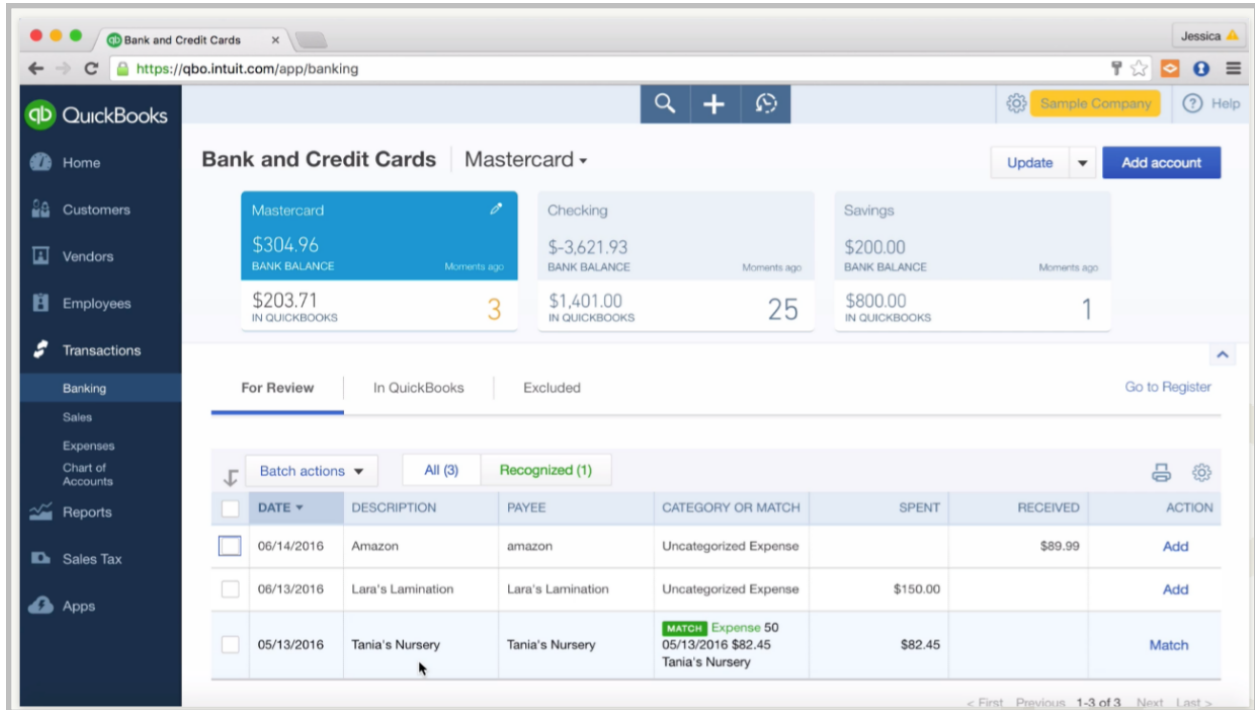 Bank and Credit Cards
Jessica
https://qbo.intuit.com/app/banking
qb QuickBooks
Sample Company
Help
Home
Customers
Vendors
Employees
Transactions
Banking
Sales
Expenses
Chart of
Accounts
Reports
Sales Tax
Apps
Bank and Credit Cards Mastercard
Update Add account
Mastercard
$304.96
BANK BALANCE Moments ago
$203.71
IN QUICKBOOKS
3
Checking
$-3,621.93
BANK BALANCE Moments ago
$1,401.00
IN QUICKBOOKS
25
Savings
$200.00
BANK BALANCE Moments ago
$800.00
IN QUICKBOOKS
1
For Review In QuickBooks Excluded Go to Register
Batch actions All (3) Recognized (1)
DATE DESCRIPTION PAYEE CATEGORY OR MATCH SPENT RECEIVED ACTION
06/14/2016 Amazon amazon Uncategorized Expense $89.99 Add
06/13/2016 Lara's Lamination Lara's Lamination Uncategorized Expense $150.00 Add
05/13/2016 Tania's Nursery Tania's Nursery MATCH Expense 50
05/13/2016 $82.45
Tania's Nursery
$82.45 Match
< First Previous 1-3 of 3 Next Last >